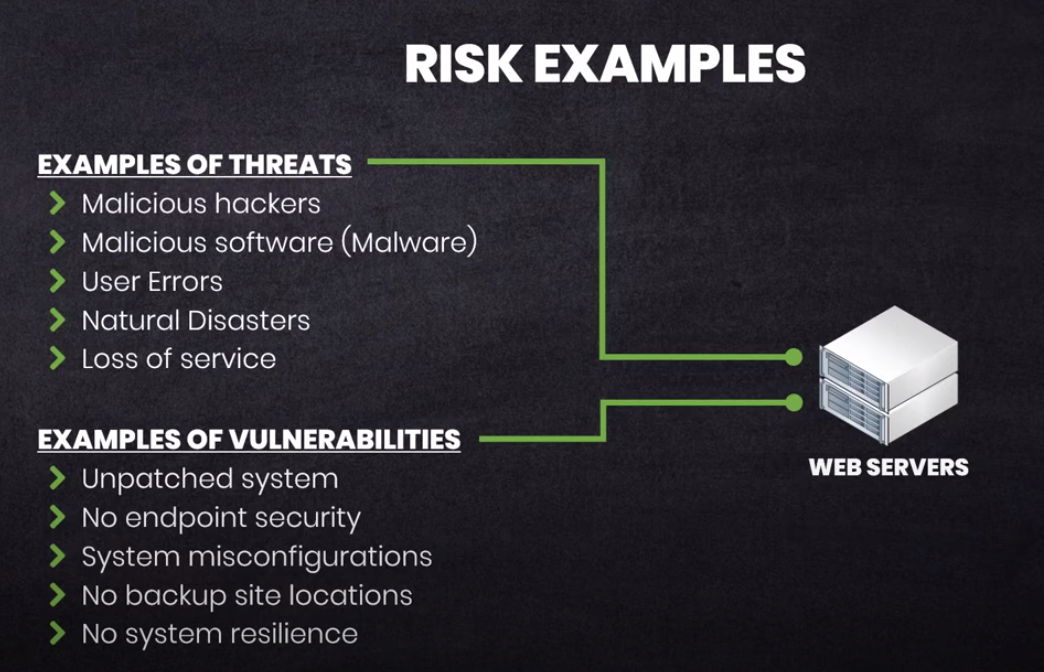 RISK EXAMPLES
EXAMPLES OF THREATS
Malicious hackers
Malicious software (Malware)
User Errors
Natural Disasters
Loss of service
EXAMPLES OF VULNERABILITIES
Unpatched system
No endpoint security
System misconfigurations
No backup site locations
No system resilience
WEB SERVERS